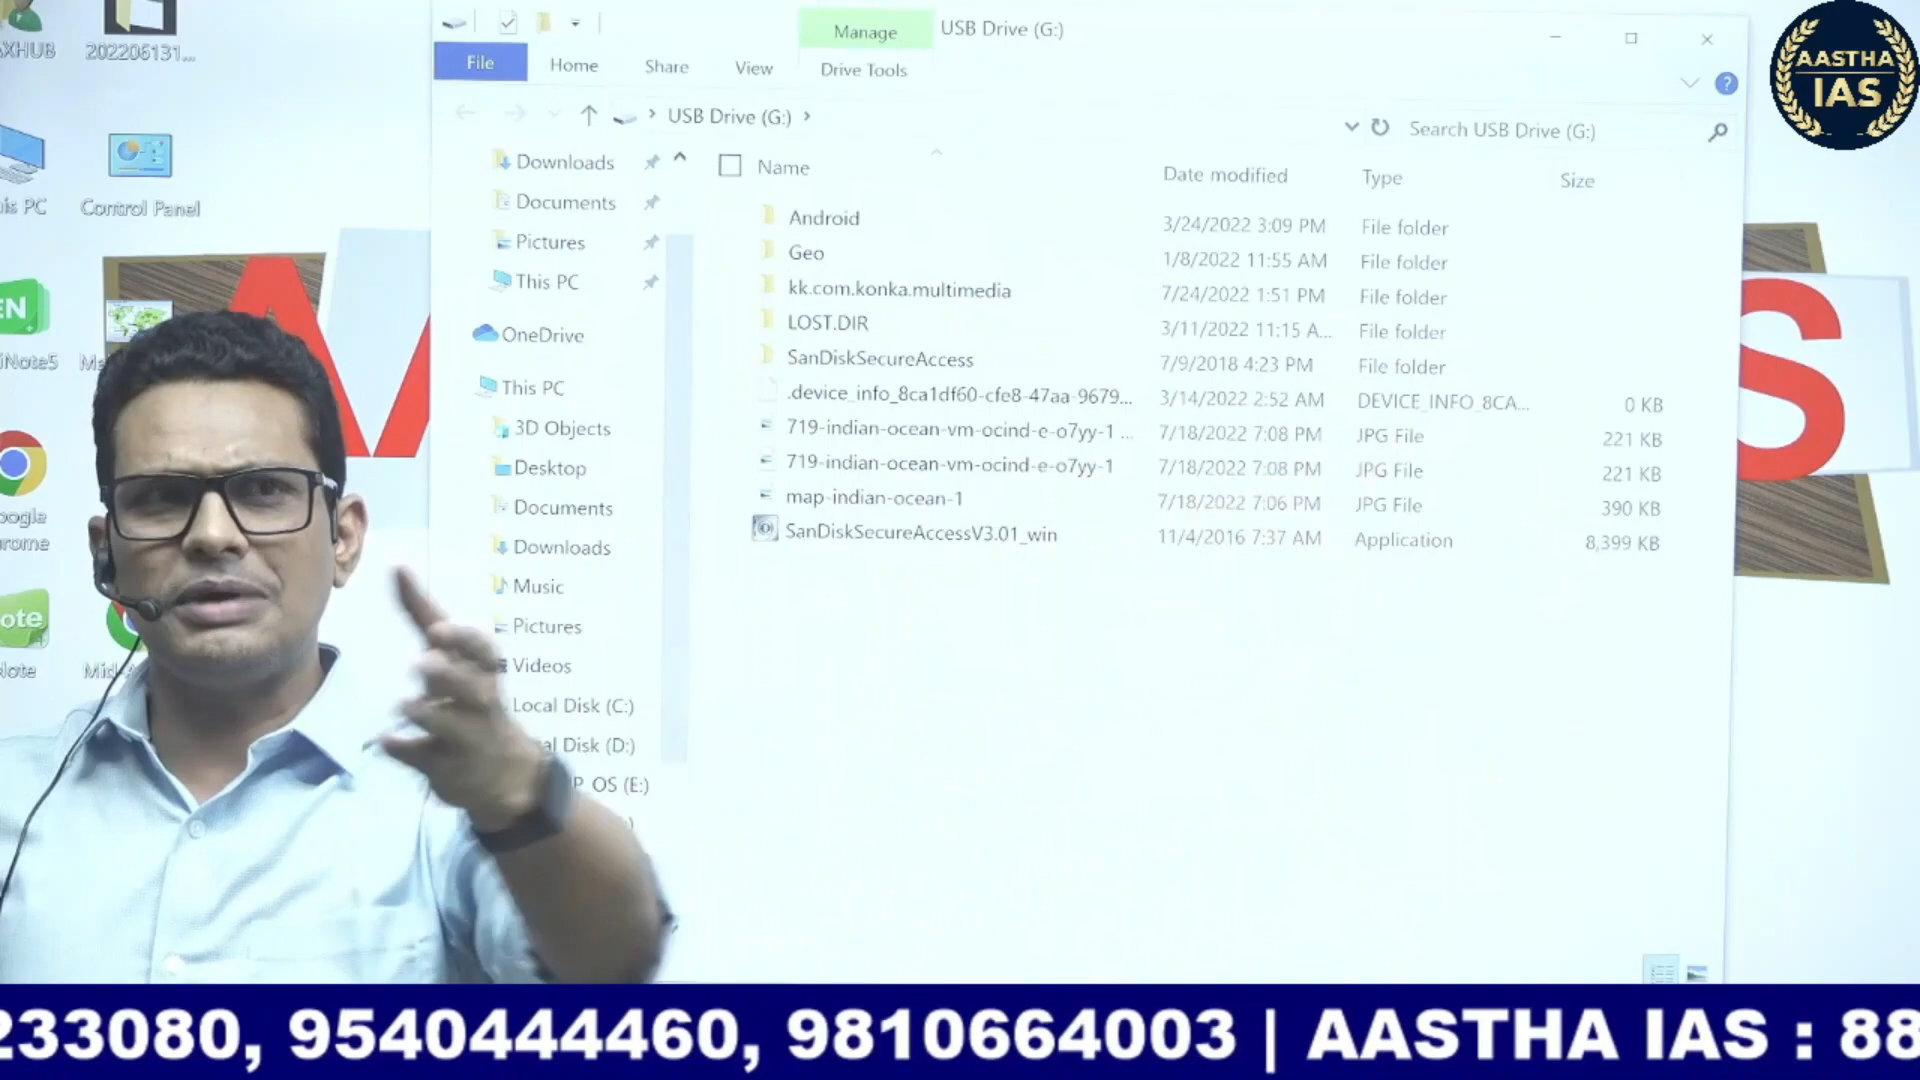 AXHUB
202206131...
is PC
Control Panel
EN
iNote5
ote
lote
Manage
USB Drive (G:)
File
Home
Share
View
Drive Tools
USB Drive (G:)
Search USB Drive (G:)
Downloads
Documents
Pictures
This PC
OneDrive
This PC
3D Objects
Desktop
Documents
Downloads
Music
Pictures
Videos
Local Disk (C:)
al Disk (D:)
P_OS (E:)
Name
Date modified
Type
Size
Android 3/24/2022 3:09 PM File folder
Geo 1/8/2022 11:55 AM File folder
kk.com.konka.multimedia 7/24/2022 1:51 PM File folder
LOST.DIR 3/11/2022 11:15 A... File folder
SanDiskSecureAccess 7/9/2018 4:23 PM File folder
.device_info_8ca1df60-cfe8-47aa-9679... 3/14/2022 2:52 AM DEVICE_INFO_8CA... 0 KB
719-indian-ocean-vm-ocind-e-o7yy-1 ... 7/18/2022 7:08 PM JPG File 221 KB
719-indian-ocean-vm-ocind-e-o7yy-1 7/18/2022 7:08 PM JPG File 221 KB
map-indian-ocean-1 7/18/2022 7:06 PM JPG File 390 KB
SanDiskSecureAccessV3.01_win 11/4/2016 7:37 AM Application 8,399 KB
A
S
AASTHA
IAS
233080, 9540444460, 9810664003 | AASTHA IAS : 88